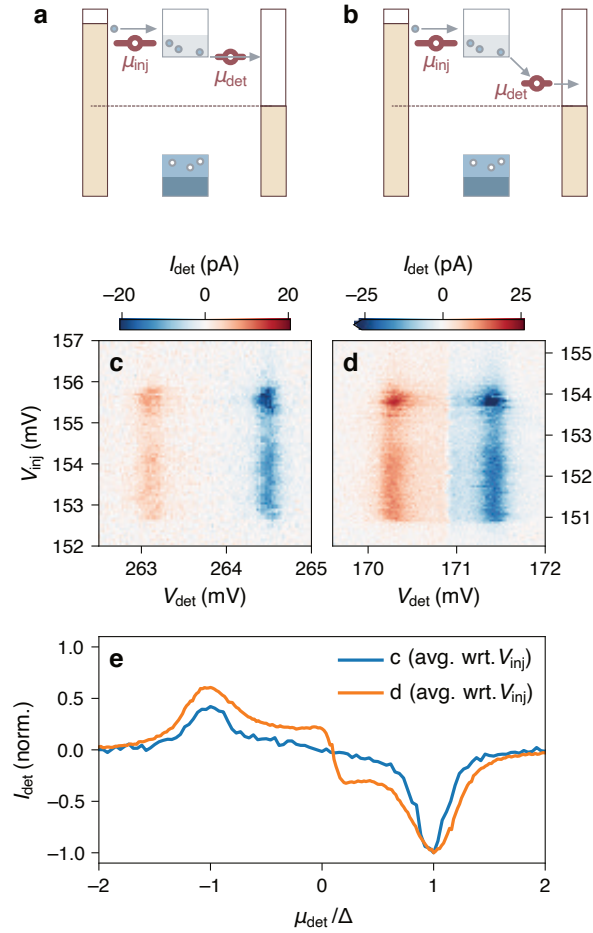 a
b
μinj
μdet
μinj
μdet
Idet (pA)
Idet (pA)
−20 0 20
−25 0 25
c
d
157
156
155
154
153
152
155
154
153
152
151
Vinj (mV)
263 264 265
170 171 172
Vdet (mV)
Vdet (mV)
e
c (avg. wrt. Vinj)
d (avg. wrt. Vinj)
1.0
0.5
0.0
−0.5
−1.0
Idet (norm.)
−2 −1 0 1 2
μdet/Δ